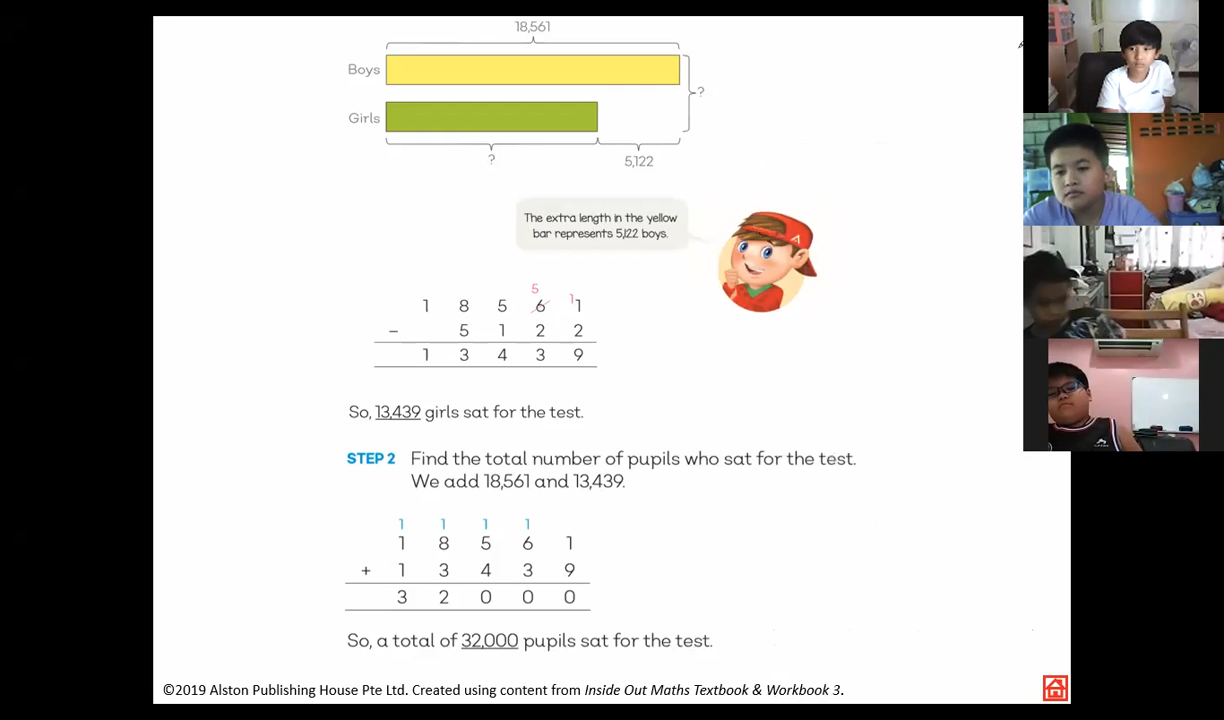 18,561
Boys
?
Girls
?
5,122
The extra length in the yellow
bar represents 5,122 boys.
5
1 8 5 6 11
− 5 1 2 2
1 3 4 3 9
So, 13,439 girls sat for the test.
STEP 2 Find the total number of pupils who sat for the test.
We add 18,561 and 13,439.
1 1 1 1
1 8 5 6 1
+ 1 3 4 3 9
3 2 0 0 0
So, a total of 32,000 pupils sat for the test.
©2019 Alston Publishing House Pte Ltd. Created using content from Inside Out Maths Textbook & Workbook 3.